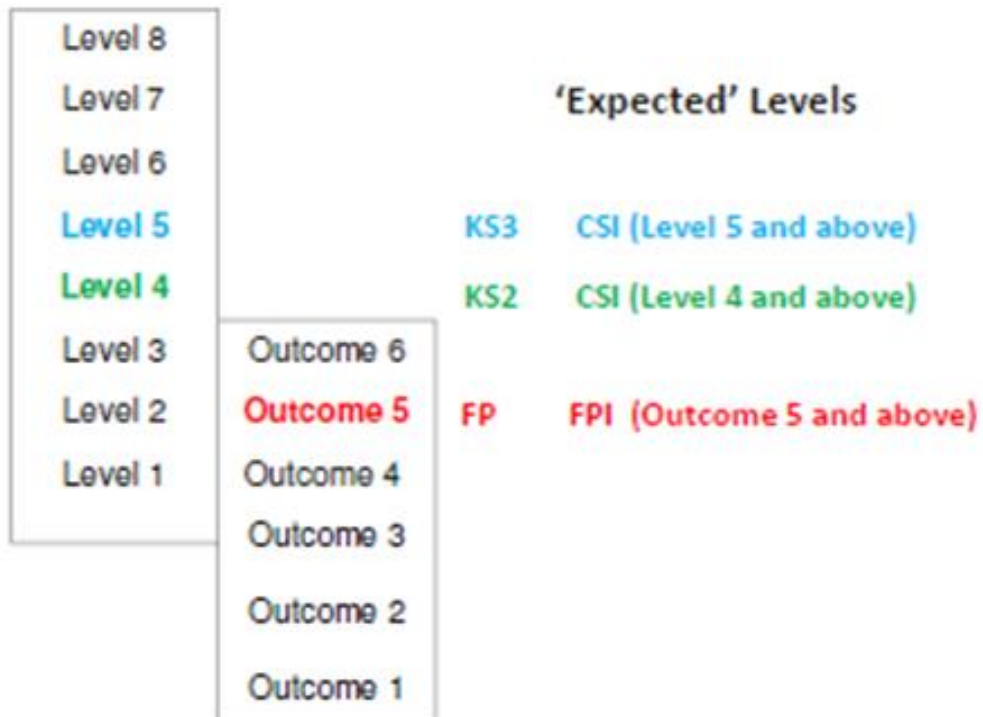 Level 8
Level 7
‘Expected’ Levels
Level 6
Level 5 KS3 CSI (Level 5 and above)
Level 4 KS2 CSI (Level 4 and above)
Level 3 Outcome 6
Level 2 Outcome 5 FP FPI (Outcome 5 and above)
Level 1 Outcome 4
Outcome 3
Outcome 2
Outcome 1